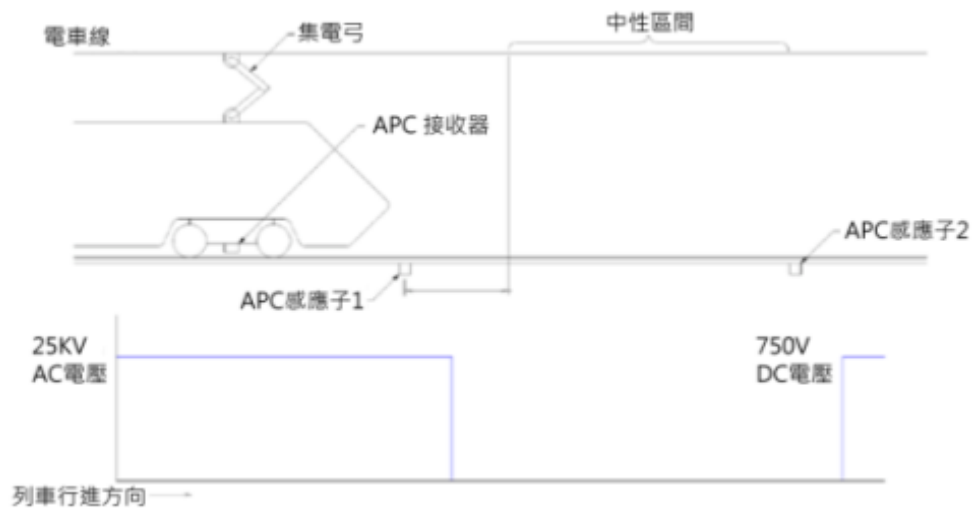 中性區間
電車線
集電弓
APC 接收器
APC感應子2
APC感應子1
25KV
AC電壓
750V
DC電壓
列車行進方向